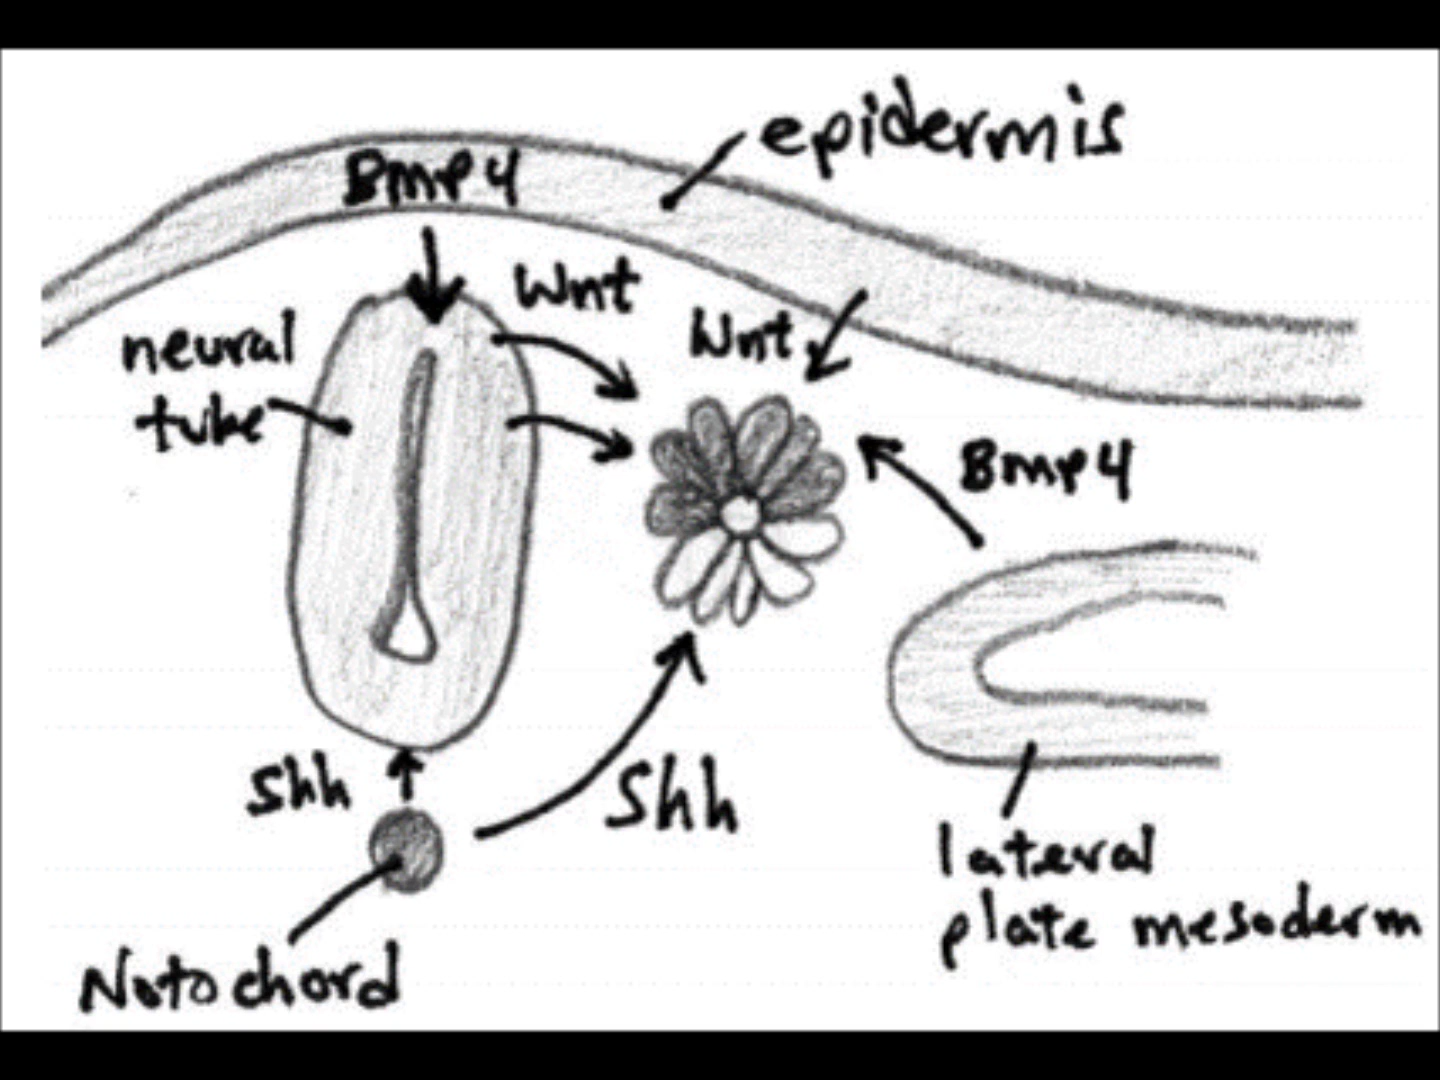 epidermis
Bmp4
Wnt
Wnt
neural
tube
Bmp4
Shh
Shh
lateral
plate mesoderm
Notochord